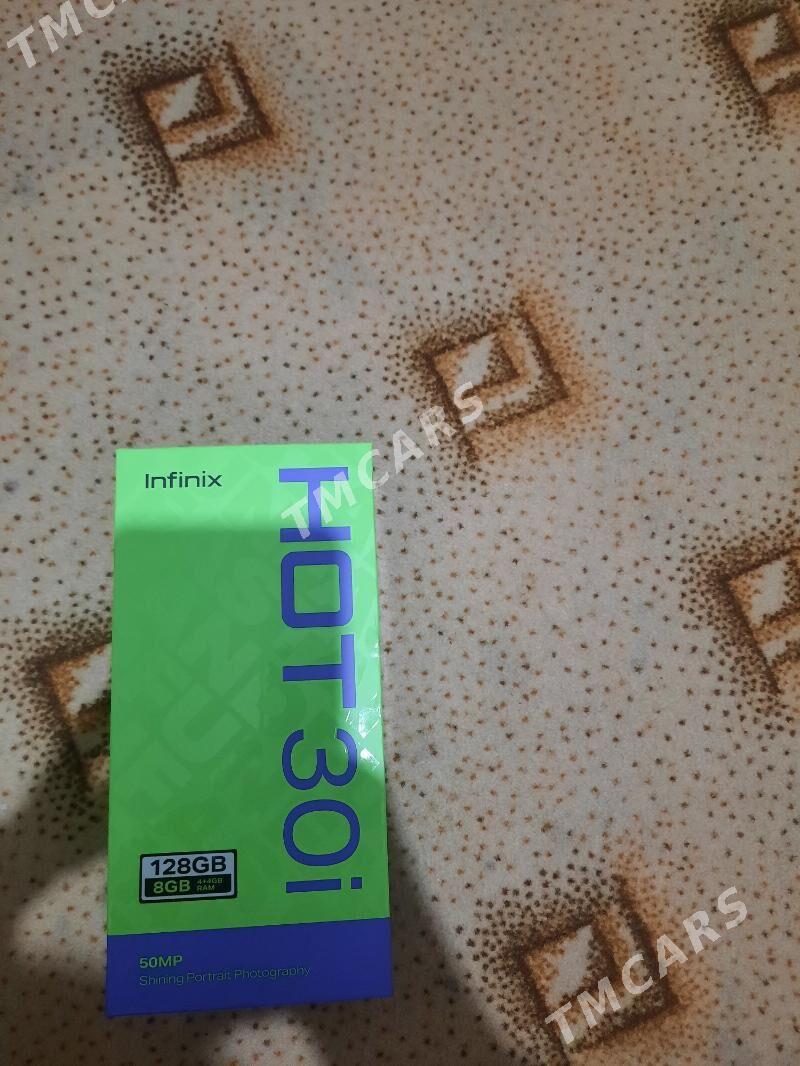 TMCARS
Infinix
HOT 30i
TMCARS
128GB
8GB 4+4GB RAM
50MP
Shining Portrait Photography
TMCARS